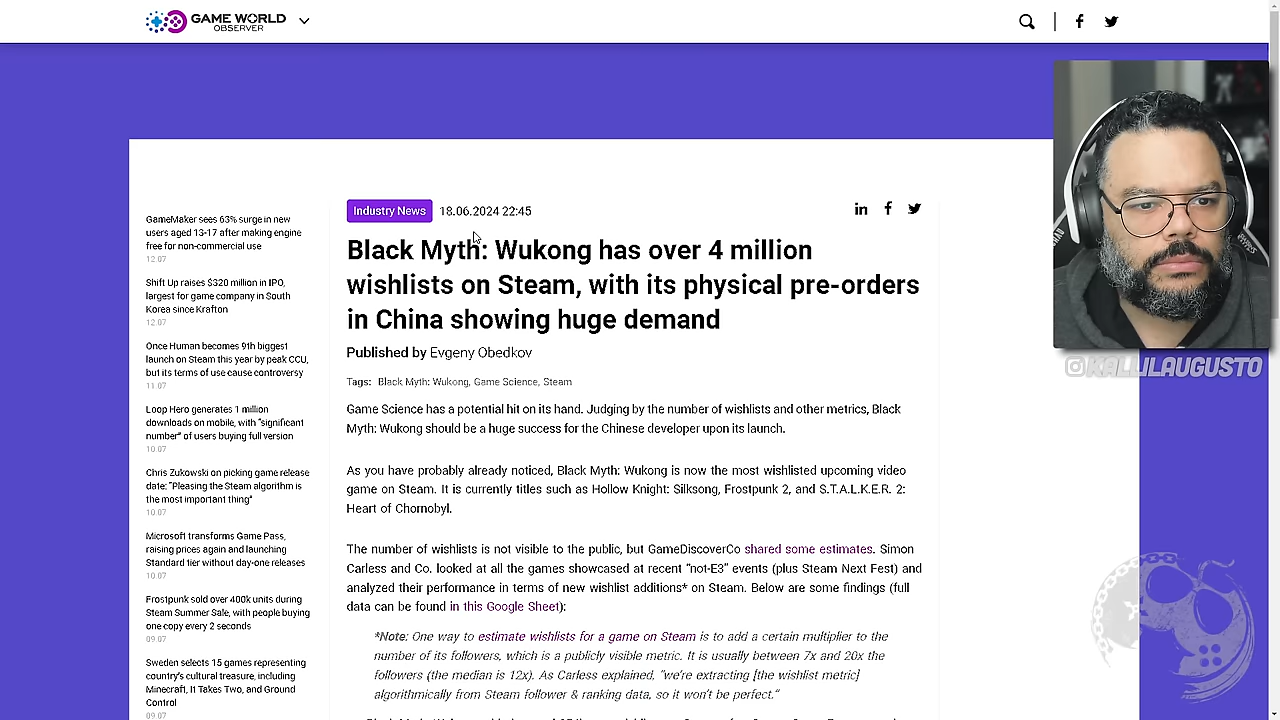 GAME WORLD
OBSERVER
GameMaker sees 63% surge in new
users aged 13-17 after making engine
free for non-commercial use
12.07
Shift Up raises $320 million in IPO,
largest for game company in South
Korea since Krafton
12.07
Once Human becomes 9th biggest
launch on Steam this year by peak CCU,
but its terms of use cause controversy
11.07
Loop Hero generates 1 million
downloads on mobile, with “significant
number” of users buying full version
10.07
Chris Zukowski on picking game release
date: “Pleasing the Steam algorithm is
the most important thing”
10.07
Microsoft transforms Game Pass,
raising prices again and launching
Standard tier without day-one releases
10.07
Frostpunk sold over 400k units during
Steam Summer Sale, with people buying
one copy every 2 seconds
09.07
Sweden selects 15 games representing
country's cultural treasure, including
Minecraft, It Takes Two, and Ground
Control
09.07
Industry News 18.06.2024 22:45
Black Myth: Wukong has over 4 million
wishlists on Steam, with its physical pre-orders
in China showing huge demand
Published by Evgeny Obedkov
Tags: Black Myth: Wukong, Game Science, Steam
Game Science has a potential hit on its hand. Judging by the number of wishlists and other metrics, Black
Myth: Wukong should be a huge success for the Chinese developer upon its launch.
As you have probably already noticed, Black Myth: Wukong is now the most wishlisted upcoming video
game on Steam. It is currently titles such as Hollow Knight: Silksong, Frostpunk 2, and S.T.A.L.K.E.R. 2:
Heart of Chornobyl.
The number of wishlists is not visible to the public, but GameDiscoverCo shared some estimates. Simon
Carless and Co. looked at all the games showcased at recent “not-E3” events (plus Steam Next Fest) and
analyzed their performance in terms of new wishlist additions* on Steam. Below are some findings (full
data can be found in this Google Sheet):
*Note: One way to estimate wishlists for a game on Steam is to add a certain multiplier to the
number of its followers, which is a publicly visible metric. It is usually between 7x and 20x the
followers (the median is 12x). As Carless explained, “we're extracting [the wishlist metric]
algorithmically from Steam follower & ranking data, so it won't be perfect.”
KALLILAUGUSTO